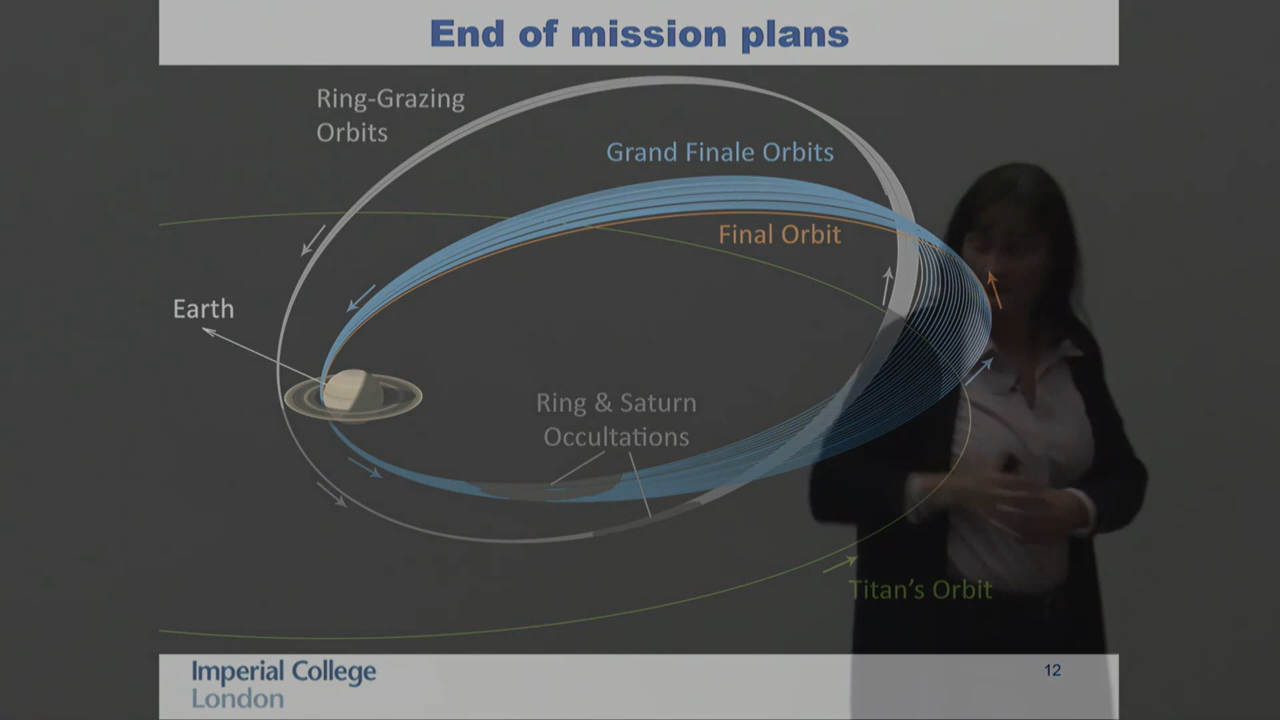 End of mission plans
Ring-Grazing
Orbits
Grand Finale Orbits
Final Orbit
Earth
Ring & Saturn
Occultations
Titan's Orbit
Imperial College
London
12